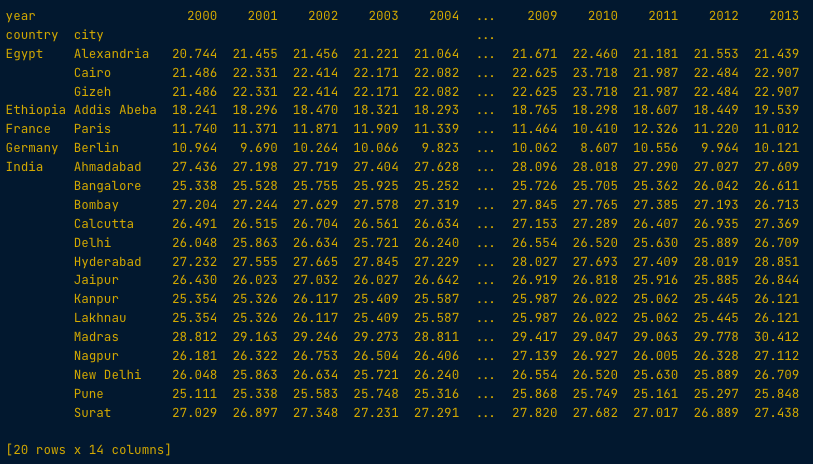 year 2000 2001 2002 2003 2004 ... 2009 2010 2011 2012 2013
country city ...
Egypt Alexandria 20.744 21.455 21.456 21.221 21.064 ... 21.671 22.460 21.181 21.553 21.439
Cairo 21.486 22.331 22.414 22.171 22.082 ... 22.625 23.718 21.987 22.484 22.907
Gizeh 21.486 22.331 22.414 22.171 22.082 ... 22.625 23.718 21.987 22.484 22.907
Ethiopia Addis Abeba 18.241 18.296 18.470 18.321 18.293 ... 18.765 18.298 18.607 18.449 19.539
France Paris 11.740 11.371 11.871 11.909 11.339 ... 11.464 10.410 12.326 11.220 11.012
Germany Berlin 10.964 9.690 10.264 10.066 9.823 ... 10.062 8.607 10.556 9.964 10.121
India Ahmadabad 27.436 27.198 27.719 27.404 27.628 ... 28.096 28.018 27.290 27.027 27.609
Bangalore 25.338 25.528 25.755 25.925 25.252 ... 25.726 25.705 25.362 26.042 26.611
Bombay 27.204 27.244 27.629 27.578 27.319 ... 27.845 27.765 27.385 27.193 26.713
Calcutta 26.491 26.515 26.704 26.561 26.634 ... 27.153 27.289 26.407 26.935 27.369
Delhi 26.048 25.863 26.634 25.721 26.240 ... 26.554 26.520 25.630 25.889 26.709
Hyderabad 27.232 27.555 27.665 27.845 27.229 ... 28.027 27.693 27.409 28.019 28.851
Jaipur 26.430 26.023 27.032 26.027 26.642 ... 26.919 26.818 25.916 25.885 26.844
Kanpur 25.354 25.326 26.117 25.409 25.587 ... 25.987 26.022 25.062 25.445 26.121
Lakhnau 25.354 25.326 26.117 25.409 25.587 ... 25.987 26.022 25.062 25.445 26.121
Madras 28.812 29.163 29.246 29.273 28.811 ... 29.417 29.047 29.063 29.778 30.412
Nagpur 26.181 26.322 26.753 26.504 26.406 ... 27.139 26.927 26.005 26.328 27.112
New Delhi 26.048 25.863 26.634 25.721 26.240 ... 26.554 26.520 25.630 25.889 26.709
Pune 25.111 25.338 25.583 25.748 25.316 ... 25.868 25.749 25.161 25.297 25.848
Surat 27.029 26.897 27.348 27.231 27.291 ... 27.820 27.682 27.017 26.889 27.438
[20 rows x 14 columns]